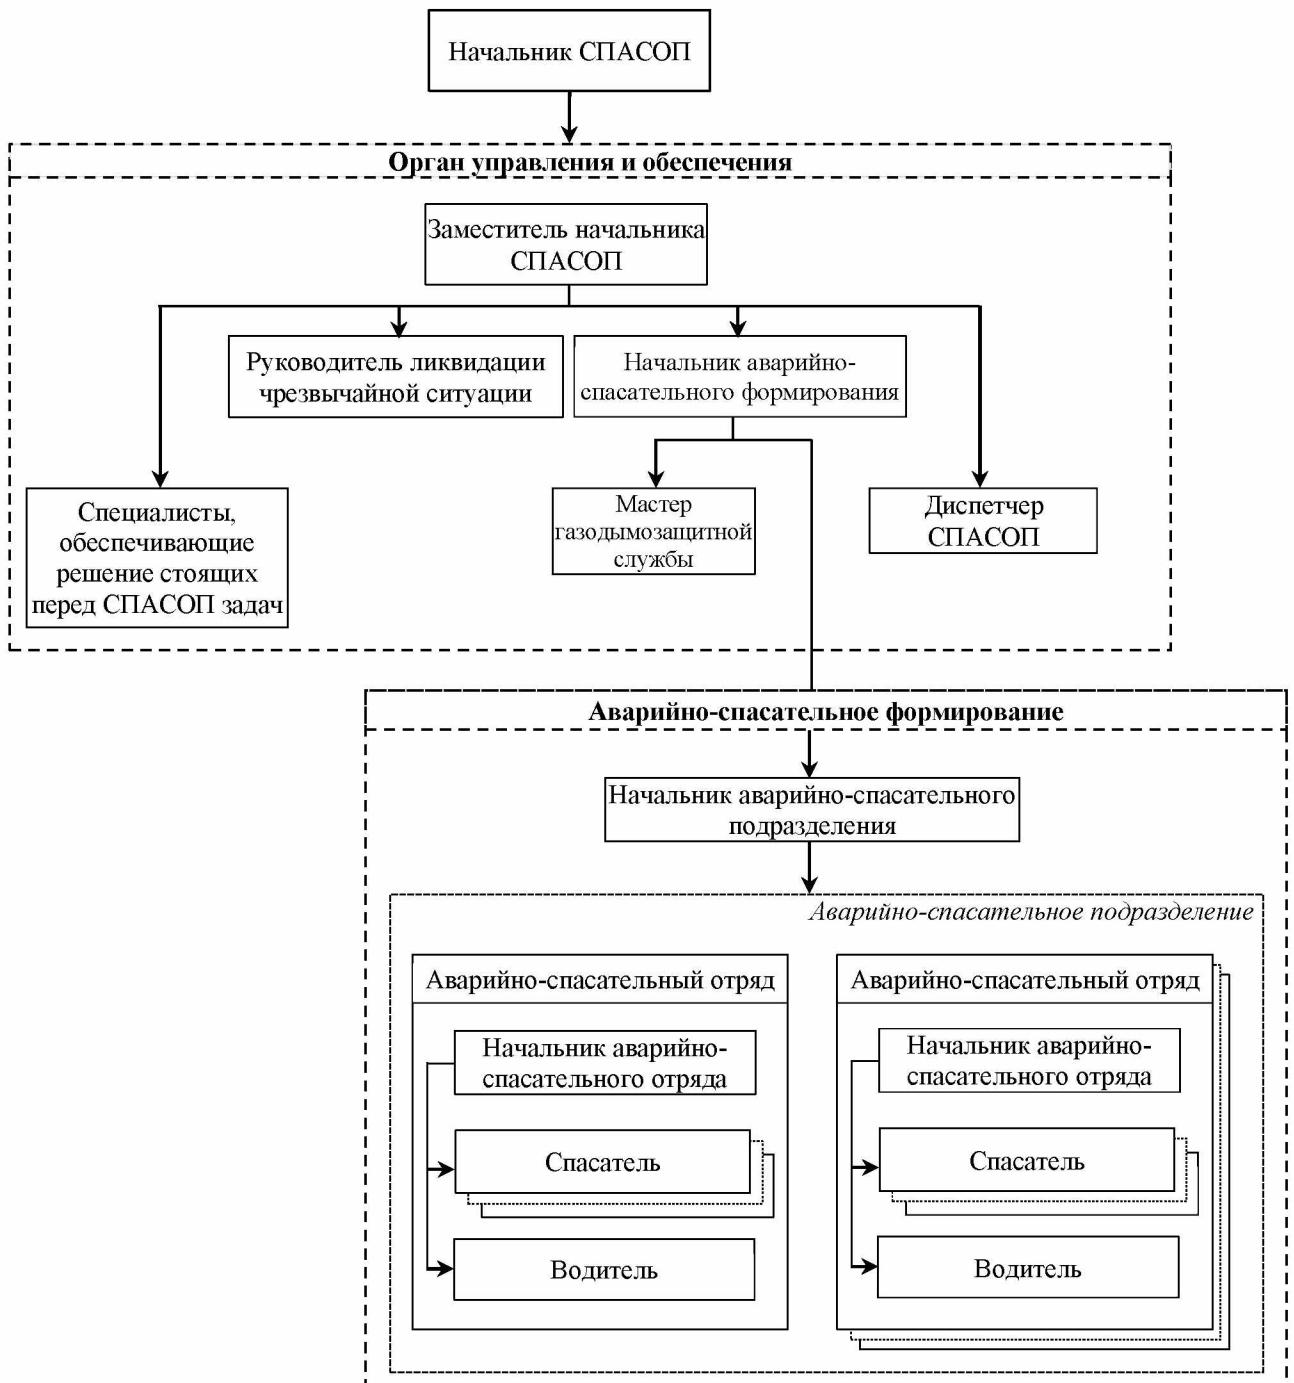 Начальник СПАСОП
Орган управления и обеспечения
Заместитель начальника
СПАСОП
Руководитель ликвидации
чрезвычайной ситуации
Начальник аварийно-
спасательного формирования
Специалисты,
обеспечивающие
решение стоящих
перед СПАСОП задач
Мастер
газодымозащитной
службы
Диспетчер
СПАСОП
Аварийно-спасательное формирование
Начальник аварийно-спасательного
подразделения
Аварийно-спасательное подразделение
Аварийно-спасательный отряд
Начальник аварийно-
спасательного отряда
Спасатель
Водитель
Аварийно-спасательный отряд
Начальник аварийно-
спасательного отряда
Спасатель
Водитель